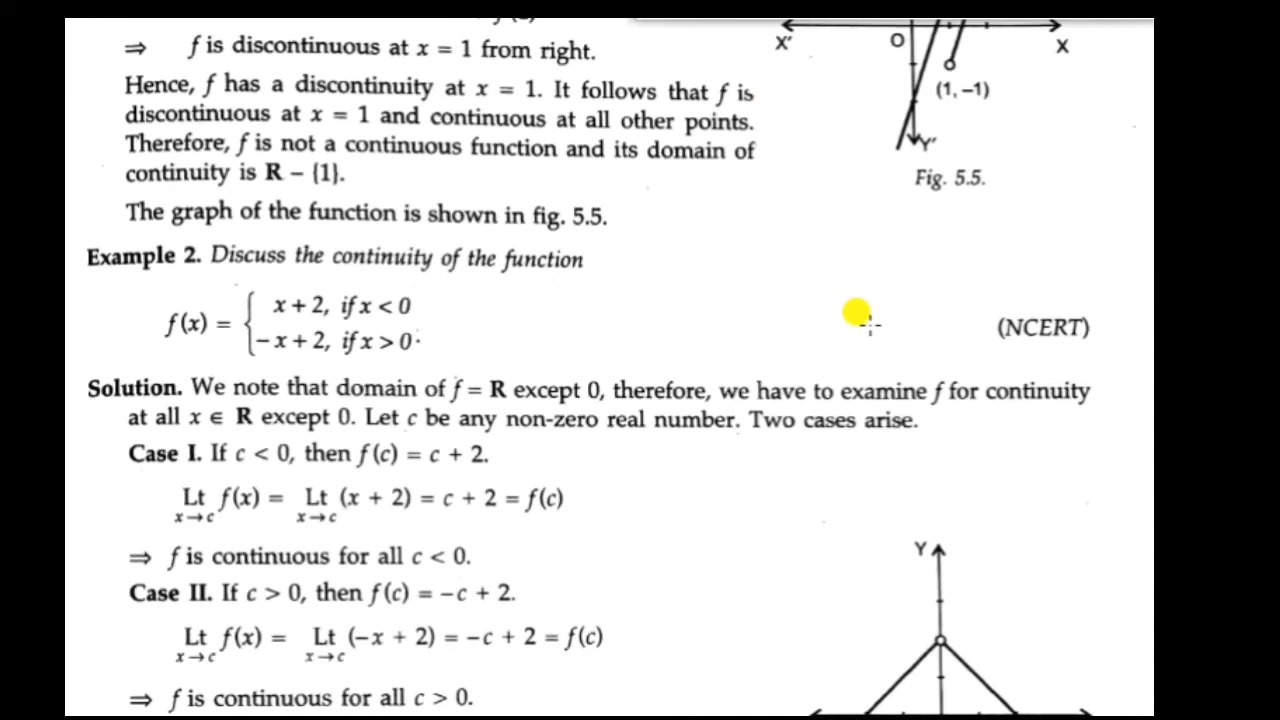 ⇒ f is discontinuous at x = 1 from right.
Hence, f has a discontinuity at x = 1. It follows that f is
discontinuous at x = 1 and continuous at all other points.
Therefore, f is not a continuous function and its domain of
continuity is R – {1}.
The graph of the function is shown in fig. 5.5.
X′ O X
(1, –1)
Y′
Fig. 5.5.
Example 2. Discuss the continuity of the function
f(x) = { x + 2, if x < 0
– x + 2, if x > 0 ·
(NCERT)
Solution. We note that domain of f = R except 0, therefore, we have to examine f for continuity
at all x ∈ R except 0. Let c be any non-zero real number. Two cases arise.
Case I. If c < 0, then f(c) = c + 2.
Lt f(x) = Lt (x + 2) = c + 2 = f(c)
x→c x→c
⇒ f is continuous for all c < 0.
Case II. If c > 0, then f(c) = –c + 2.
Lt f(x) = Lt (–x + 2) = –c + 2 = f(c)
x→c x→c
⇒ f is continuous for all c > 0.
Y